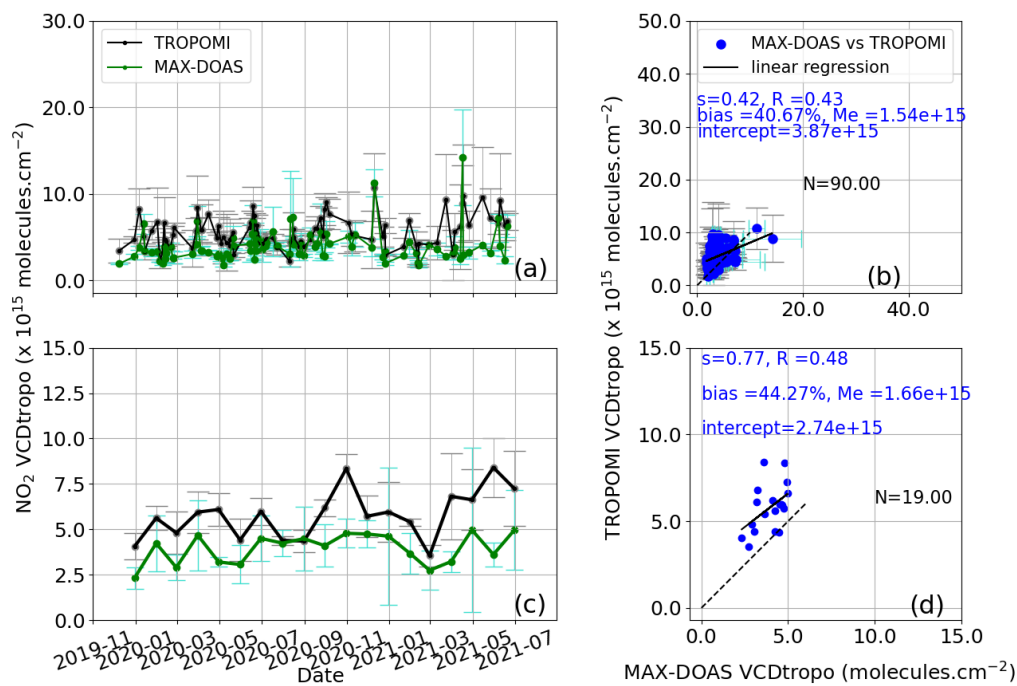 NO₂ VCDtropo (x 10¹⁵ molecules.cm⁻²)
30.0
20.0
10.0
0.0
TROPOMI
MAX-DOAS
(a)
15.0
12.5
10.0
7.5
5.0
2.5
0.0
(c)
2019-11
2020-01
2020-03
2020-05
2020-07
2020-09
2020-11
2021-01
2021-03
2021-05
2021-07
Date
TROPOMI VCDtropo (x 10¹⁵ molecules.cm⁻²)
50.0
40.0
30.0
20.0
10.0
0.0
MAX-DOAS vs TROPOMI
linear regression
s=0.42, R =0.43
bias =40.67%, Me =1.54e+15
intercept=3.87e+15
N=90.00
(b)
0.0
20.0
40.0
15.0
10.0
5.0
0.0
s=0.77, R =0.48
bias =44.27%, Me =1.66e+15
intercept=2.74e+15
N=19.00
(d)
0.0
5.0
10.0
15.0
MAX-DOAS VCDtropo (molecules.cm⁻²)